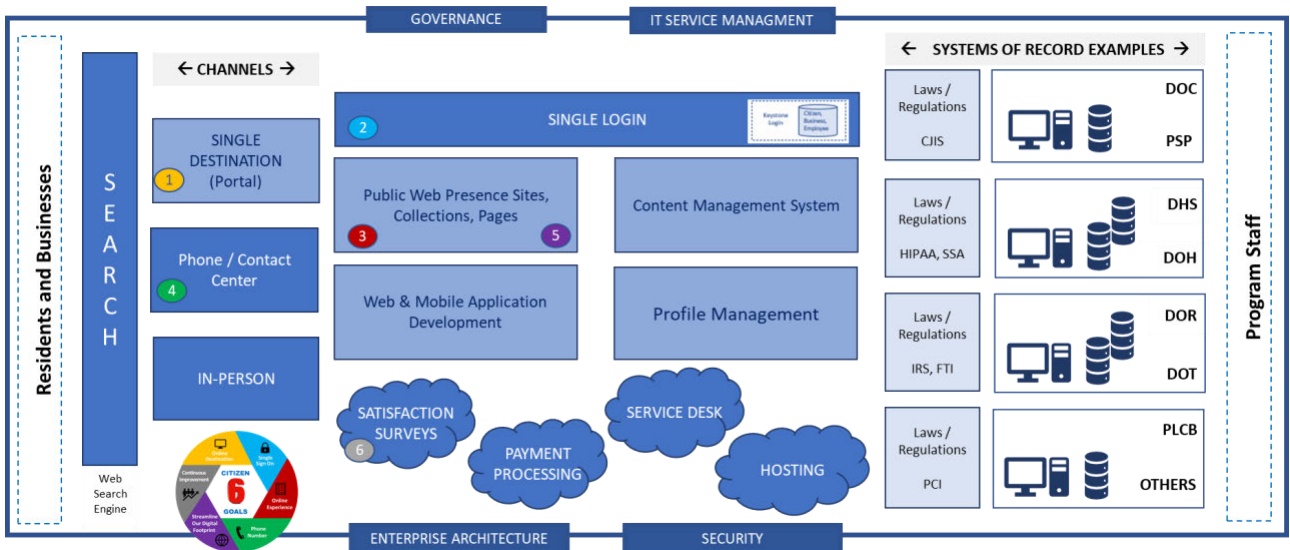 GOVERNANCE
IT SERVICE MANAGMENT
Residents and Businesses
SEARCH
Web
Search
Engine
← CHANNELS →
SINGLE
DESTINATION
(Portal)
1
Phone / Contact
Center
4
IN-PERSON
CITIZEN
6
GOALS
Online
Destination
Single
Sign On
Online
Experience
Phone
Number
Streamline
Our Digital
Footprint
Continuous
Improvement
2
SINGLE LOGIN
Keystone
Login
Citizen,
Business,
Employee
Public Web Presence Sites,
Collections, Pages
3
5
Content Management System
Web & Mobile Application
Development
Profile Management
SATISFACTION
SURVEYS
6
PAYMENT
PROCESSING
SERVICE DESK
HOSTING
← SYSTEMS OF RECORD EXAMPLES →
Laws /
Regulations
CJIS
DOC
PSP
Laws /
Regulations
HIPAA, SSA
DHS
DOH
Laws /
Regulations
IRS, FTI
DOR
DOT
Laws /
Regulations
PCI
PLCB
OTHERS
Program Staff
ENTERPRISE ARCHITECTURE
SECURITY